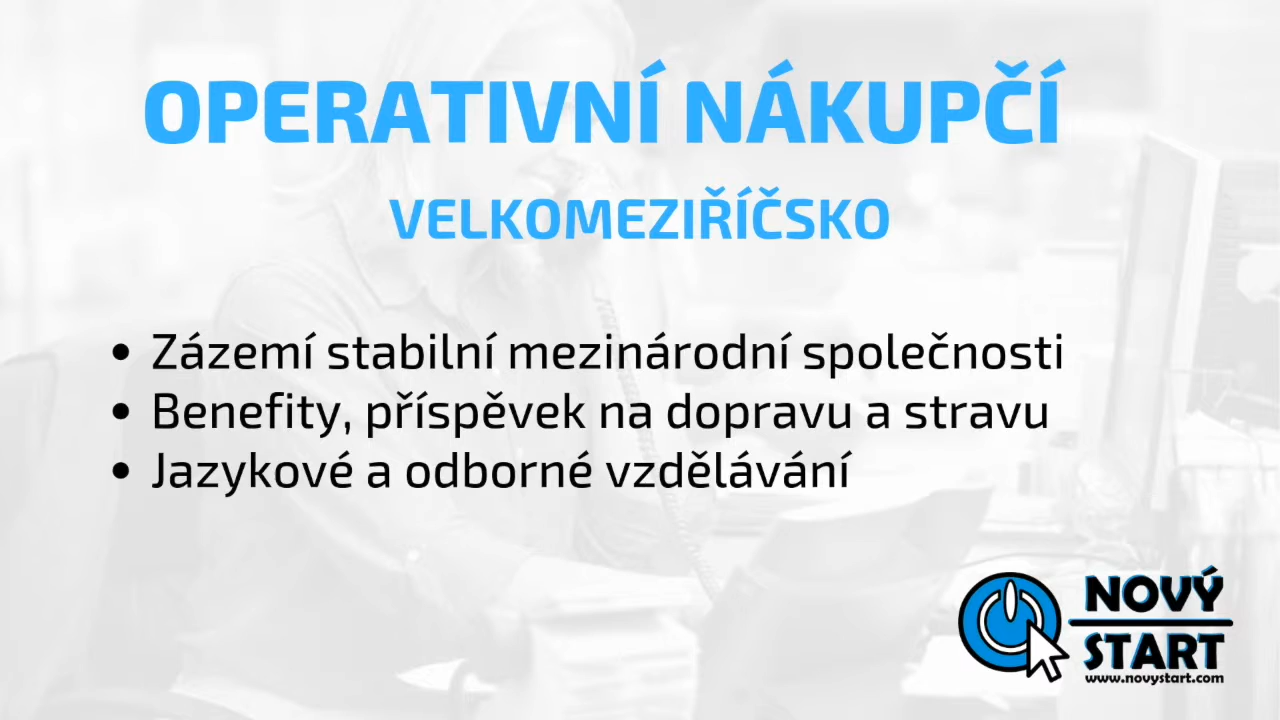 OPERATIVNÍ NÁKUPČÍ
VELKOMEZIŘÍČSKO
• Zázemí stabilní mezinárodní společnosti
• Benefity, příspěvek na dopravu a stravu
• Jazykové a odborné vzdělávání
NOVÝ
START
www.novystart.com